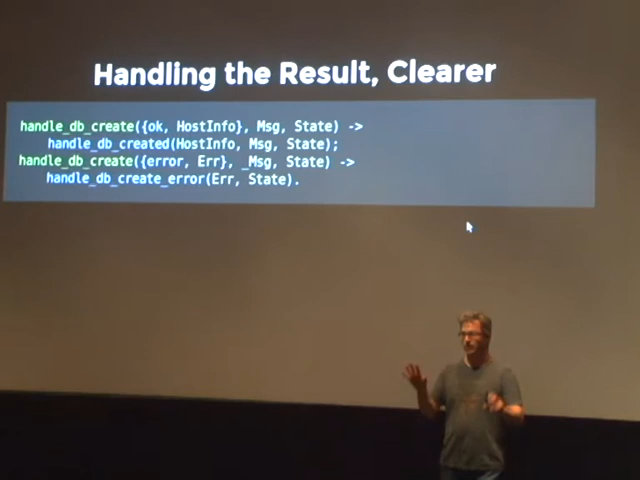 Handling the Result, Clearer
handle_db_create({ok, HostInfo}, Msg, State) ->
handle_db_created(HostInfo, Msg, State);
handle_db_create({error, Err}, _Msg, State) ->
handle_db_create_error(Err, State).